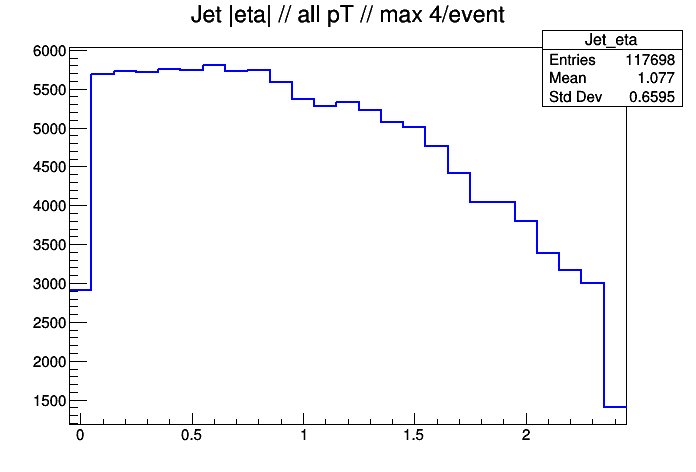 Jet |eta| // all pT // max 4/event
Jet_eta
Entries 117698
Mean 1.077
Std Dev 0.6595
6000
5500
5000
4500
4000
3500
3000
2500
2000
1500
0 0.5 1 1.5 2